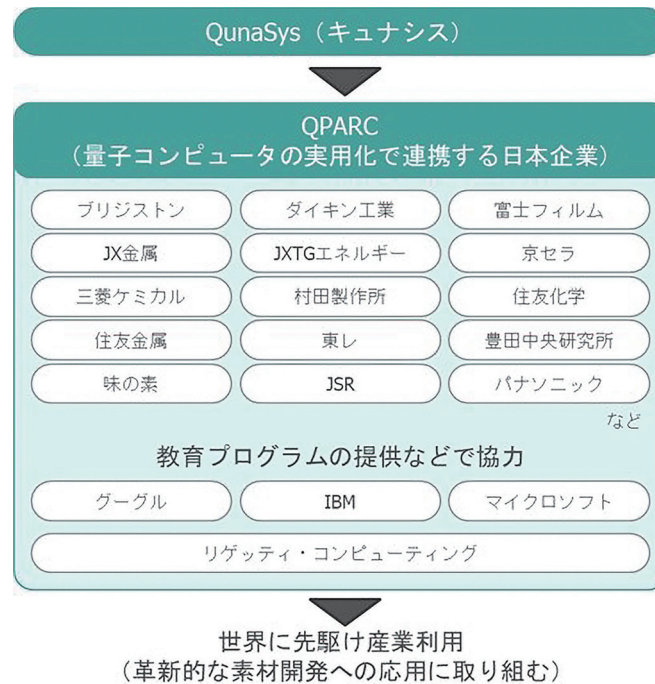 QunaSys（キュナシス）
QPARC
（量子コンピュータの実用化で連携する日本企業）
ブリジストン
ダイキン工業
富士フィルム
JX金属
JXTGエネルギー
京セラ
三菱ケミカル
村田製作所
住友化学
住友金属
東レ
豊田中央研究所
味の素
JSR
パナソニック
など
教育プログラムの提供などで協力
グーグル
IBM
マイクロソフト
リゲッティ・コンピューティング
世界に先駆け産業利用
（革新的な素材開発への応用に取り組む）